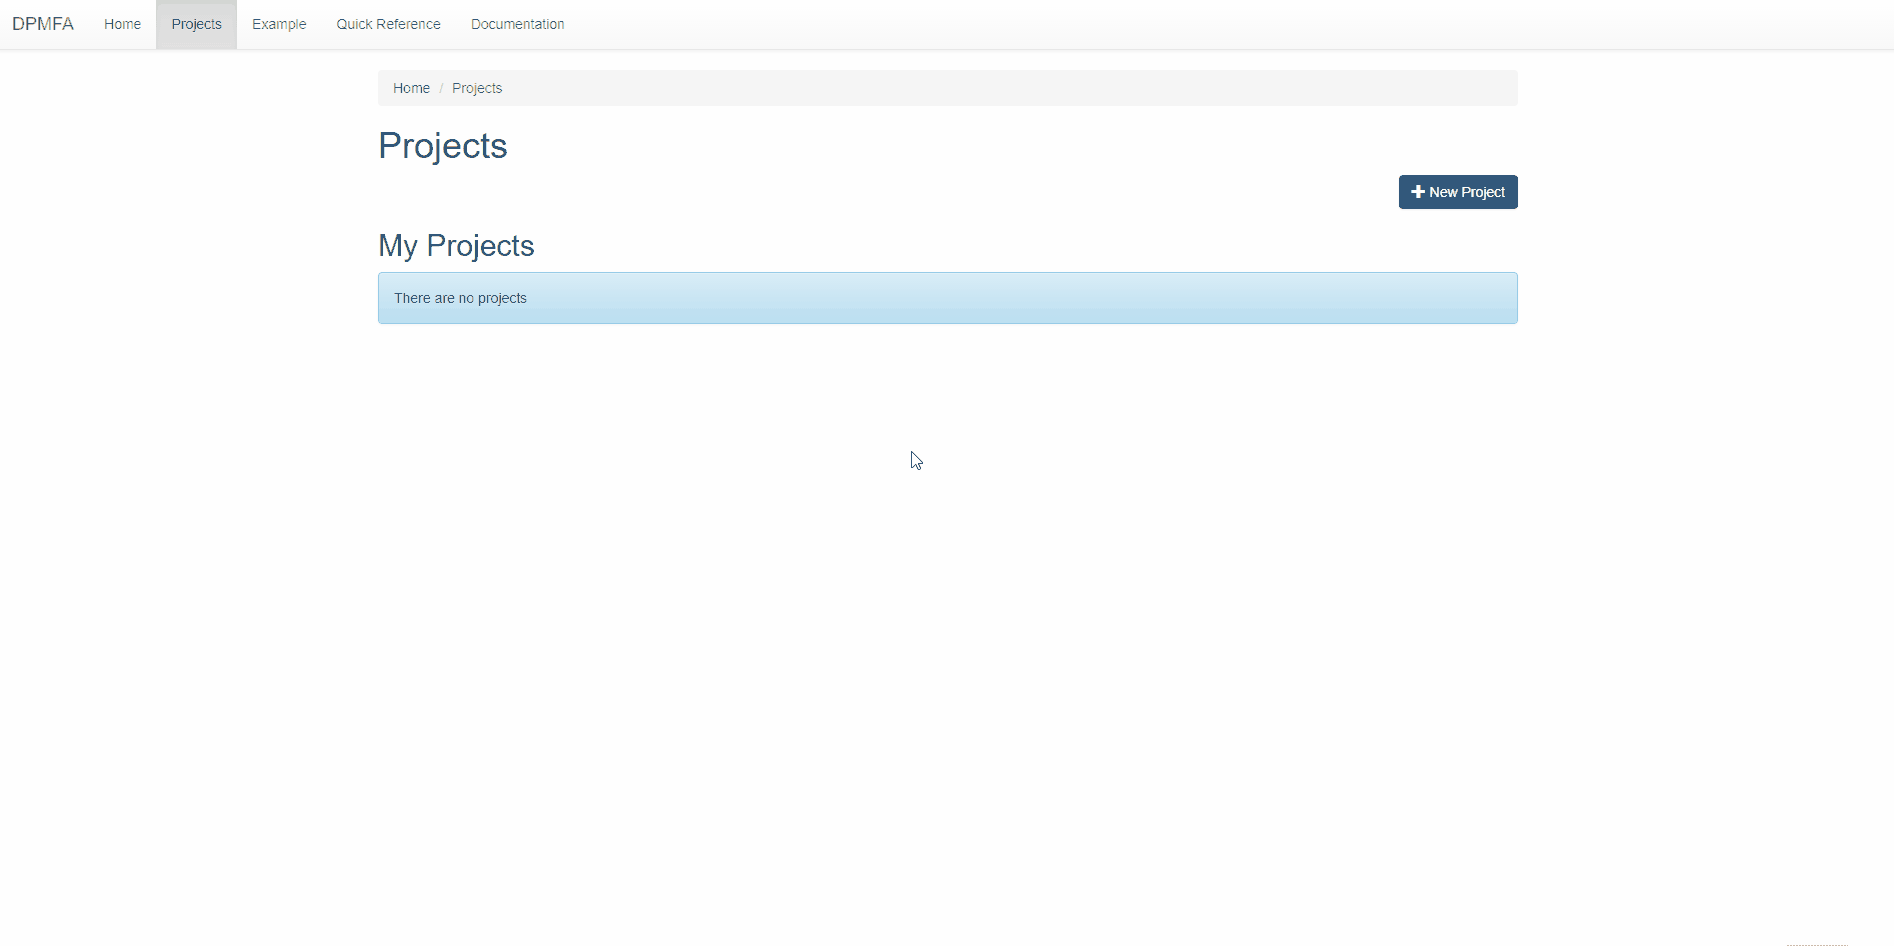 DPMFA Home Projects Example Quick Reference Documentation
Home / Projects
Projects
New Project
My Projects
There are no projects